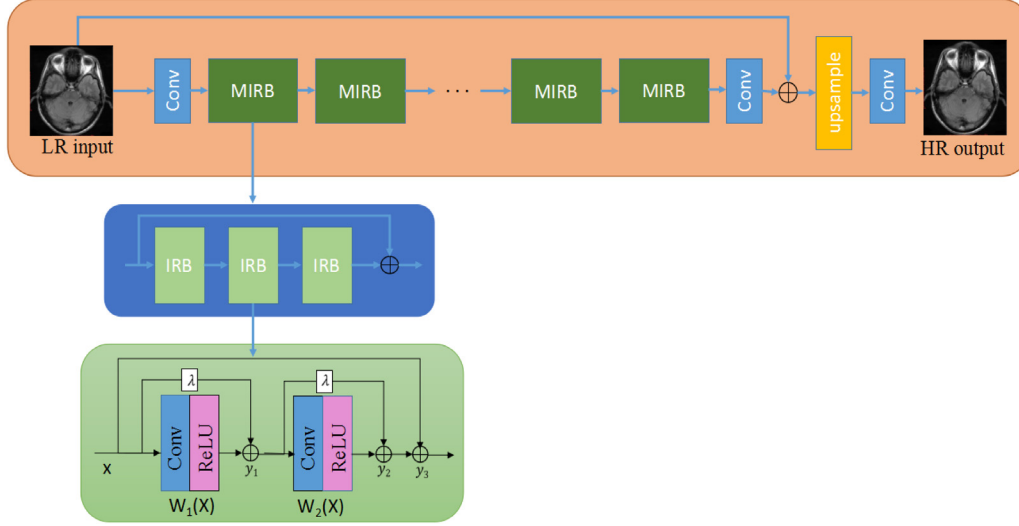 LR input
Conv
MIRB
MIRB
...
MIRB
MIRB
Conv
upsample
Conv
HR output
IRB
IRB
IRB
λ
λ
Conv
ReLU
Conv
ReLU
X
y₁
y₂
y₃
W₁(X)
W₂(X)